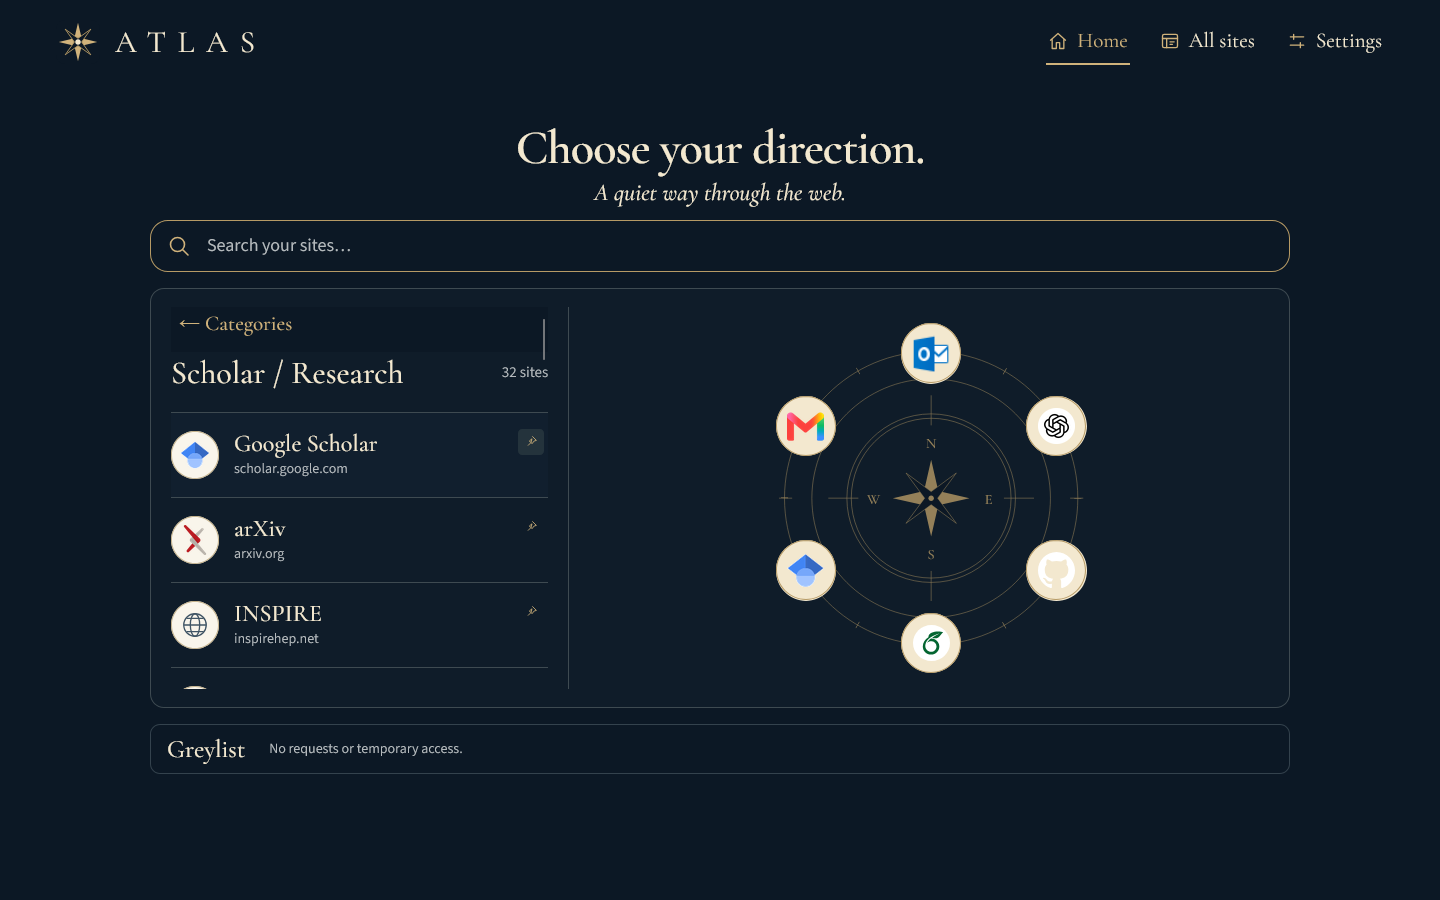 ATLAS
Home
All sites
Settings
Choose your direction.
A quiet way through the web.
Search your sites…
← Categories
Scholar / Research
32 sites
Google Scholar
scholar.google.com
arXiv
arxiv.org
INSPIRE
inspirehep.net
N
W
E
S
Greylist
No requests or temporary access.